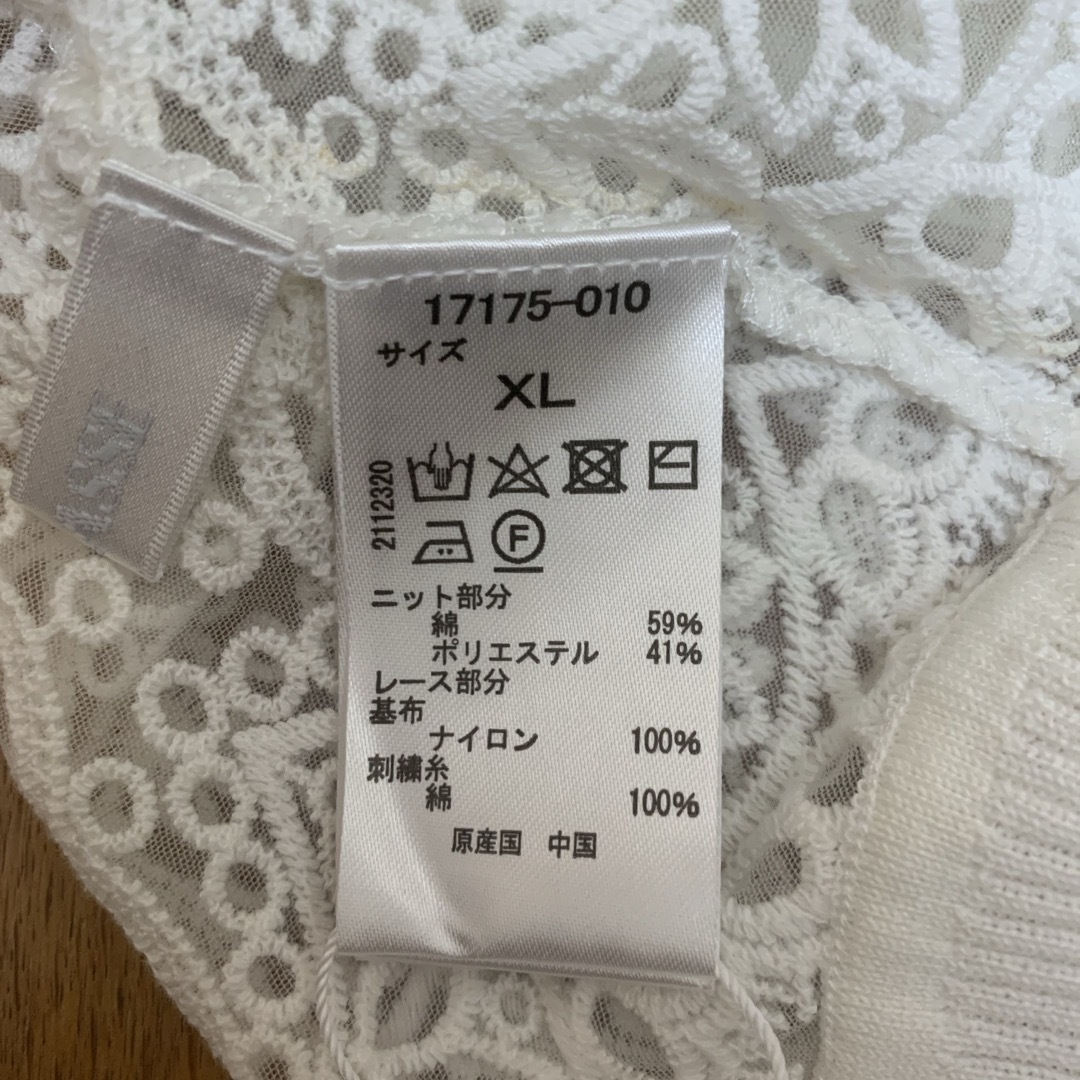 17175-010
サイズ
XL
2112320
F
ニット部分
綿 59%
ポリエステル 41%
レース部分
基布
ナイロン 100%
刺繍糸
綿 100%
原産国 中国